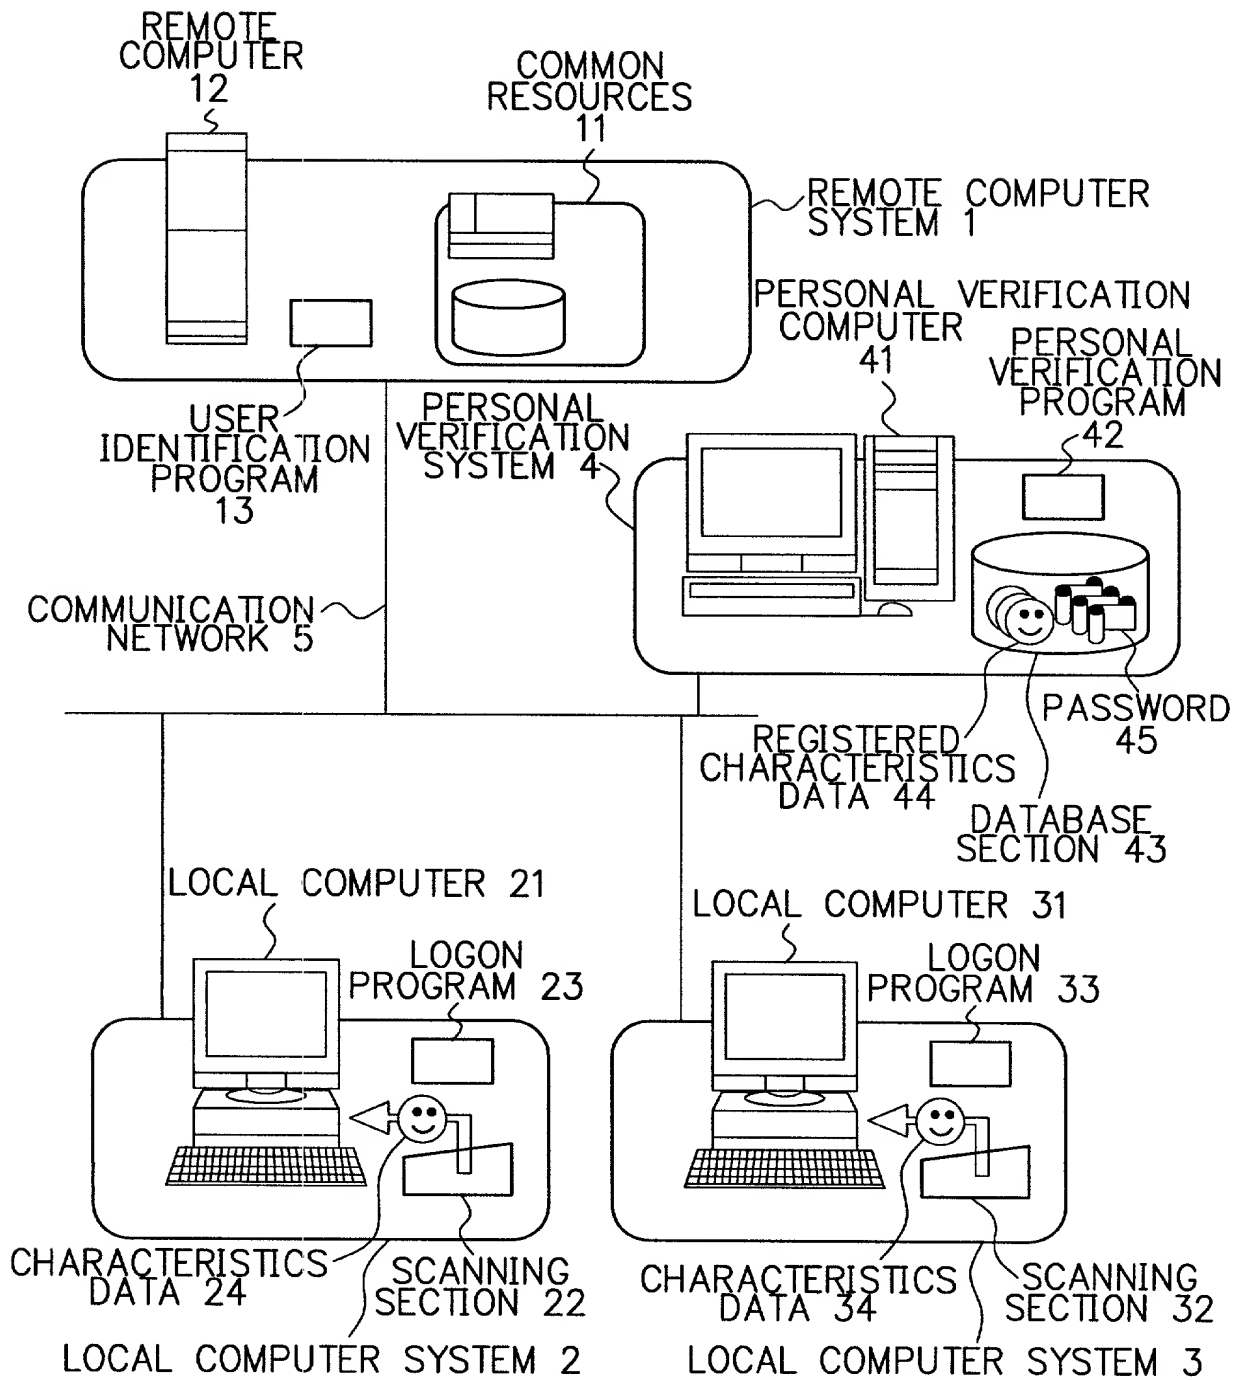 REMOTE
COMPUTER
12
COMMON
RESOURCES
11
REMOTE COMPUTER
SYSTEM 1
PERSONAL VERIFICATION
COMPUTER
41
PERSONAL
VERIFICATION
PROGRAM
42
USER
IDENTIFICATION
PROGRAM
13
PERSONAL
VERIFICATION
SYSTEM 4
COMMUNICATION
NETWORK 5
PASSWORD
45
REGISTERED
CHARACTERISTICS
DATA 44
DATABASE
SECTION 43
LOCAL COMPUTER 21
LOGON
PROGRAM 23
LOCAL COMPUTER 31
LOGON
PROGRAM 33
CHARACTERISTICS
DATA 24
SCANNING
SECTION 22
CHARACTERISTICS
DATA 34
SCANNING
SECTION 32
LOCAL COMPUTER SYSTEM 2
LOCAL COMPUTER SYSTEM 3